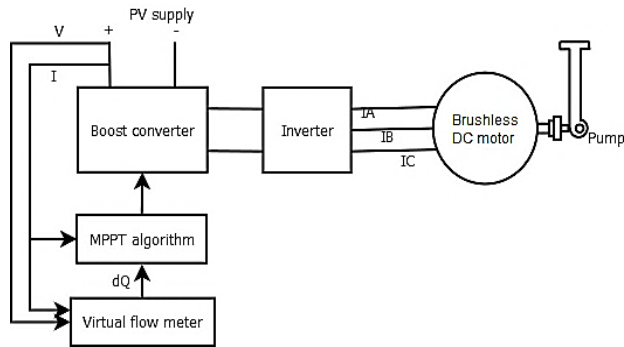 PV supply
V
+
-
I
Boost converter
Inverter
IA
IB
IC
Brushless
DC motor
Pump
MPPT algorithm
dQ
Virtual flow meter